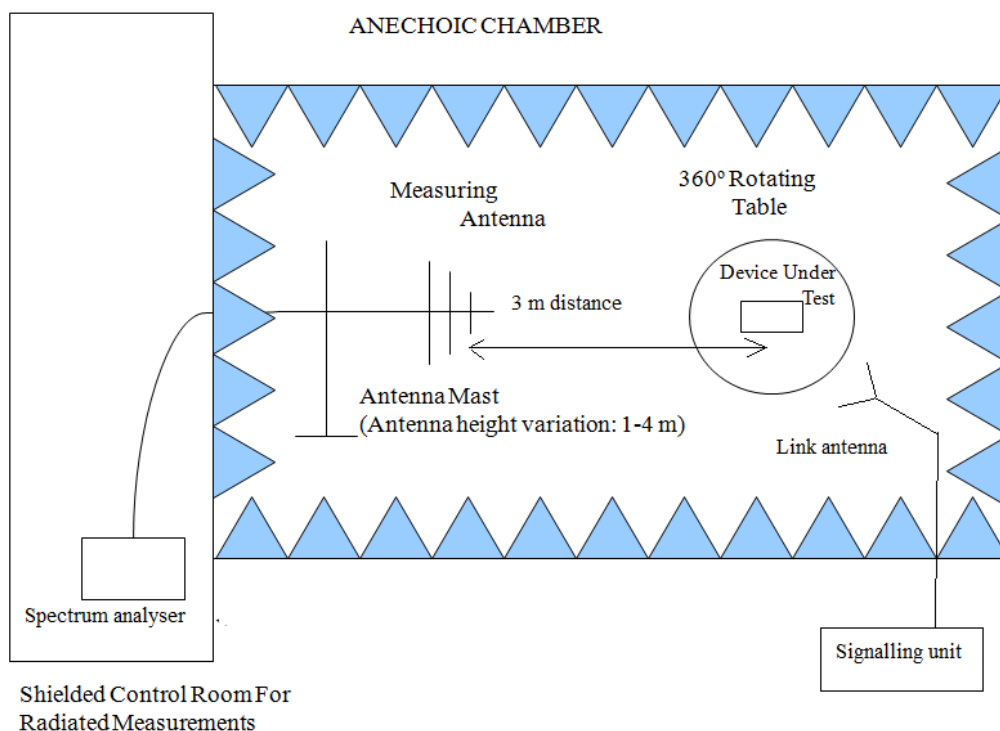 ANECHOIC CHAMBER
Measuring
Antenna
360º Rotating
Table
Device Under
Test
3 m distance
Antenna Mast
(Antenna height variation: 1-4 m)
Link antenna
Spectrum analyser
Signalling unit
Shielded Control Room For
Radiated Measurements